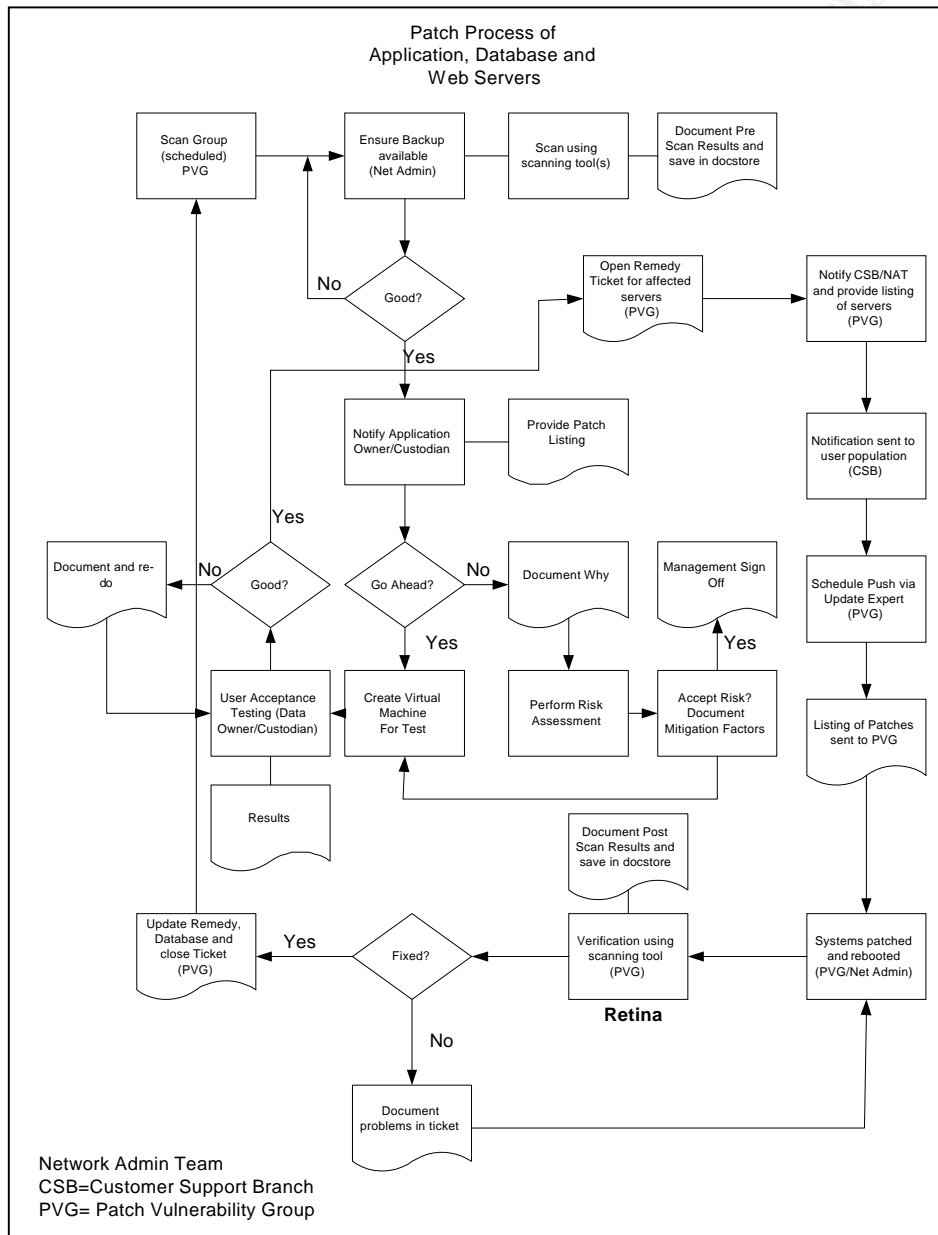 Patch Process of
Application, Database and
Web Servers
Scan Group
(scheduled)
PVG
Ensure Backup
available
(Net Admin)
Scan using
scanning tool(s)
Document Pre
Scan Results and
save in docstore
No
Good?
Yes
Open Remedy
Ticket for affected
servers
(PVG)
Notify CSB/NAT
and provide listing
of servers
(PVG)
Notify Application
Owner/Custodian
Provide Patch
Listing
Notification sent to
user population
(CSB)
Yes
Document and re-
do
No
Good?
Go Ahead?
No
Document Why
Management Sign
Off
Schedule Push via
Update Expert
(PVG)
Yes
Yes
User Acceptance
Testing (Data
Owner/Custodian)
Create Virtual
Machine
For Test
Perform Risk
Assessment
Accept Risk?
Document
Mitigation Factors
Listing of Patches
sent to PVG
Results
Document Post
Scan Results and
save in docstore
Update Remedy,
Database and
close Ticket
(PVG)
Yes
Fixed?
Verification using
scanning tool
(PVG)
Systems patched
and rebooted
(PVG/Net Admin)
Retina
No
Document
problems in ticket
Network Admin Team
CSB=Customer Support Branch
PVG= Patch Vulnerability Group